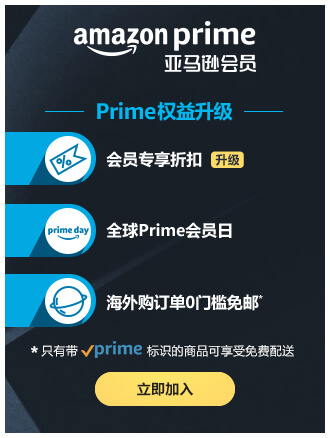 amazon prime
亚马逊会员
Prime权益升级
会员专享折扣 升级
prime day
全球Prime会员日
海外购订单0门槛免邮*
* 只有带 prime 标识的商品可享受免费配送
立即加入